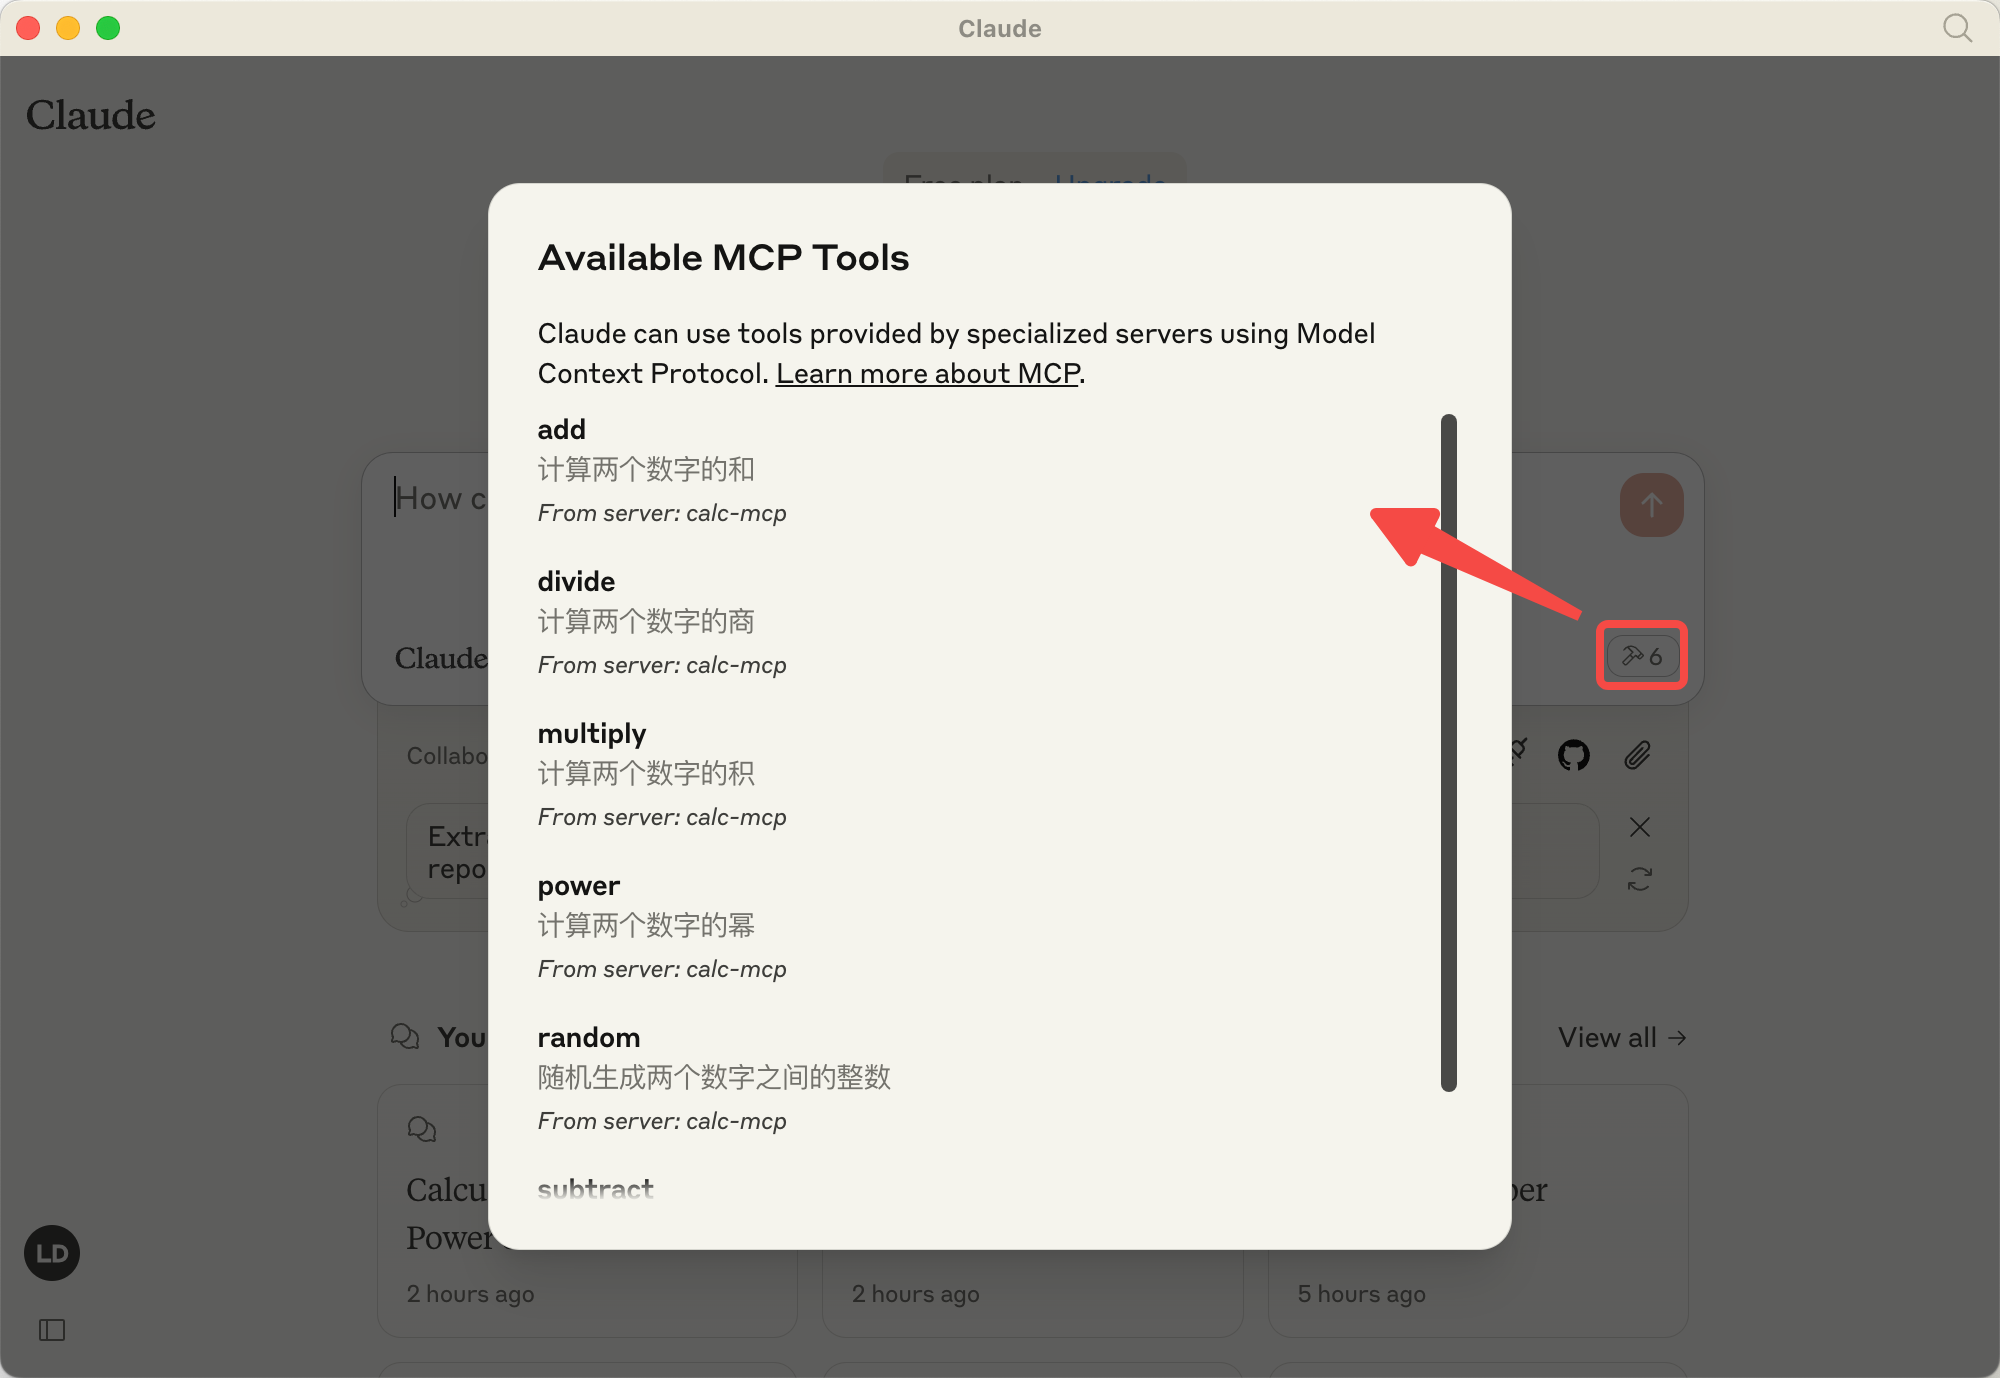 Claude
Claude
Available MCP Tools
Claude can use tools provided by specialized servers using Model
Context Protocol. Learn more about MCP.
add
计算两个数字的和
From server: calc-mcp
divide
计算两个数字的商
From server: calc-mcp
multiply
计算两个数字的积
From server: calc-mcp
power
计算两个数字的幂
From server: calc-mcp
random
随机生成两个数字之间的整数
From server: calc-mcp
subtract
Free plan Upgrade
How c
Claude
6
Collabo
Extr
repo
You
View all →
Calcu
Power
2 hours ago
2 hours ago
per
5 hours ago
LD